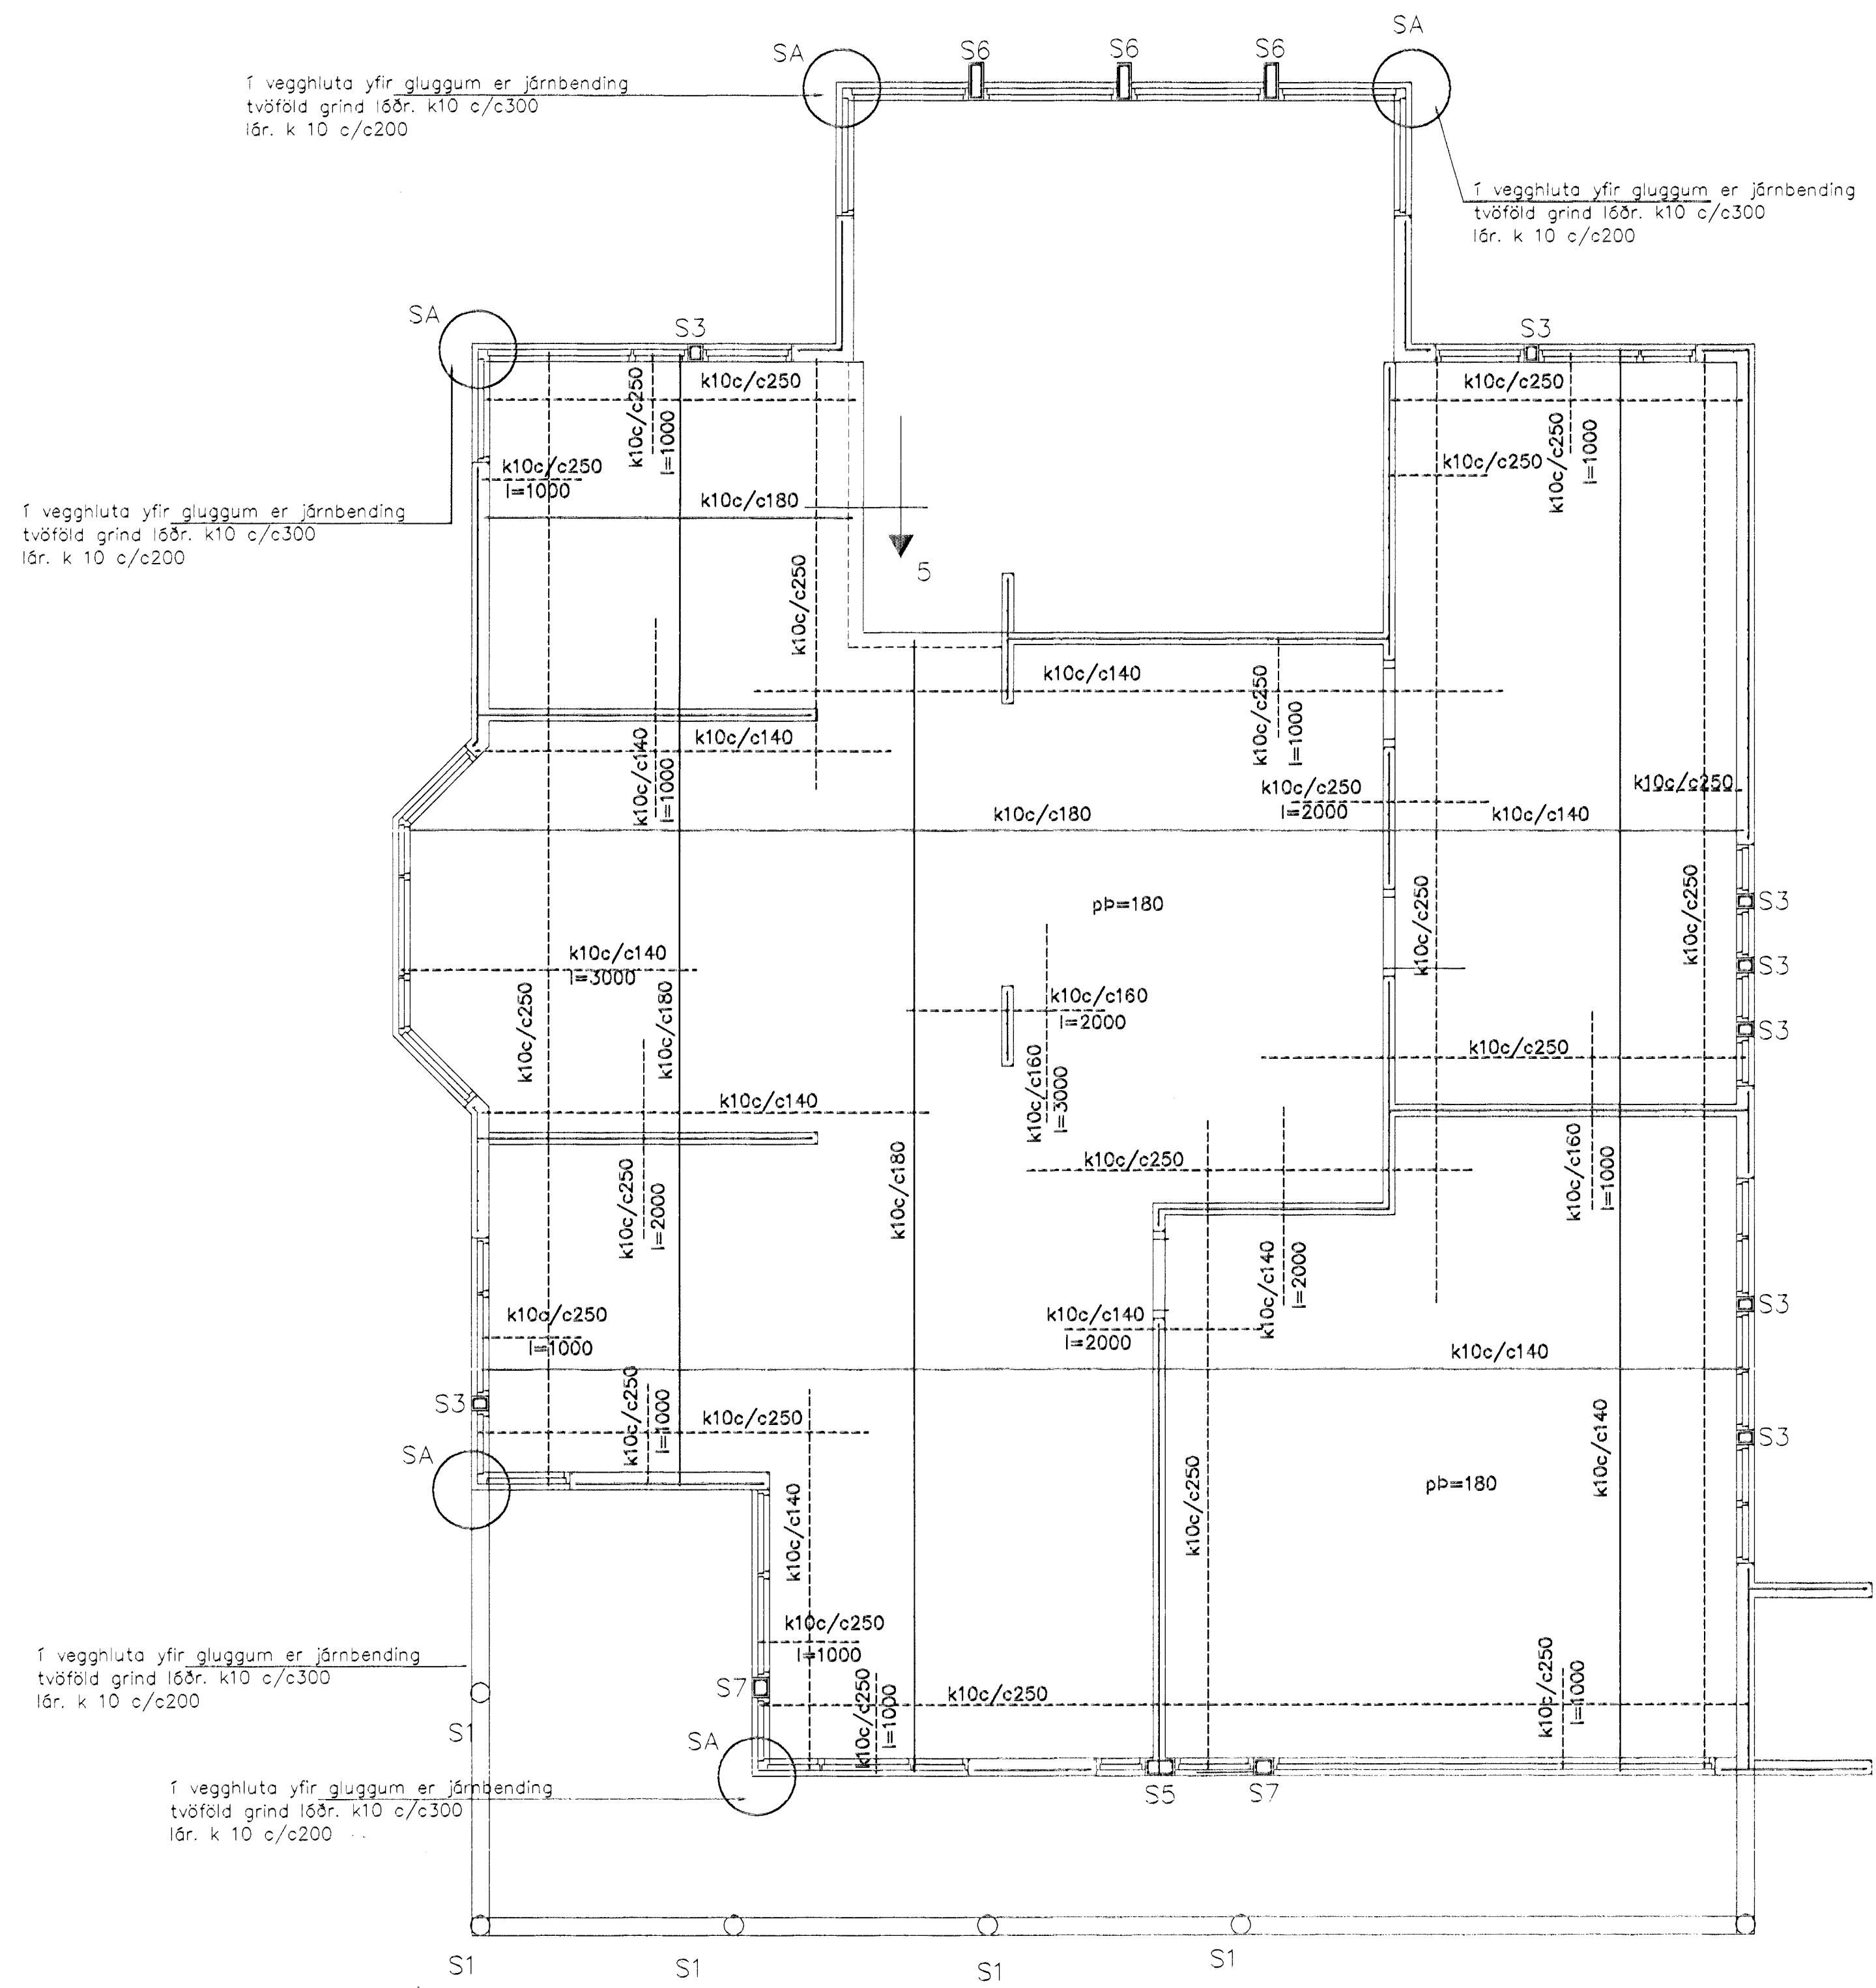 SA
S6
S6
S6
SA
í vegghluta yfir gluggum er járnbending
tvöföld grind lóðr. k10 c/c300
lár. k 10 c/c200
í vegghluta yfir gluggum er járnbending
tvöföld grind lóðr. k10 c/c300
lár. k 10 c/c200
SA
S3
S3
k10c/c250
k10c/c250
l=1000
k10c/c250
k10c/c250
l=1000
k10c/c250
l=1000
k10c/c250
k10c/c180
í vegghluta yfir gluggum er járnbending
tvöföld grind lóðr. k10 c/c300
lár. k 10 c/c200
5
k10c/c250
k10c/c140
k10c/c250
l=1000
k10c/c140
k10c/c140
l=1000
k10c/c250
l=2000
k10c/c250
k10c/c180
k10c/c140
pÞ=180
S3
k10c/c250
k10c/c250
k10c/c140
l=3000
S3
k10c/c250
k10c/c180
k10c/c160
l=2000
S3
k10c/c160
l=3000
k10c/c250
k10c/c140
k10c/c250
l=2000
k10c/c180
k10c/c250
k10c/c160
l=1000
k10c/c140
l=2000
k10c/c250
l=1000
k10c/c140
l=2000
S3
k10c/c140
S3
k10c/c250
l=1000
k10c/c250
S3
SA
k10c/c140
k10c/c250
pÞ=180
k10c/c140
k10c/c250
l=1000
í vegghluta yfir gluggum er járnbending
tvöföld grind lóðr. k10 c/c300
lár. k 10 c/c200
S7
k10c/c250
l=1000
k10c/c250
k10c/c250
l=1000
S1
SA
í vegghluta yfir gluggum er járnbending
tvöföld grind lóðr. k10 c/c300
lár. k 10 c/c200
S5
S7
S1
S1
S1
S1